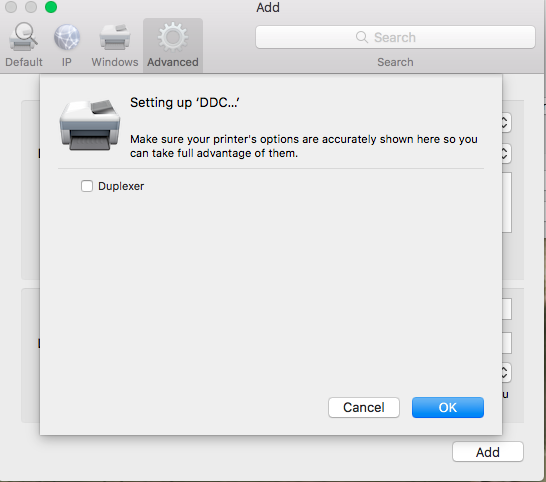 Add
Search
Default IP Windows Advanced Search
Setting up ‘DDC...’
Make sure your printer's options are accurately shown here so you
can take full advantage of them.
Duplexer
u
Cancel OK
Add